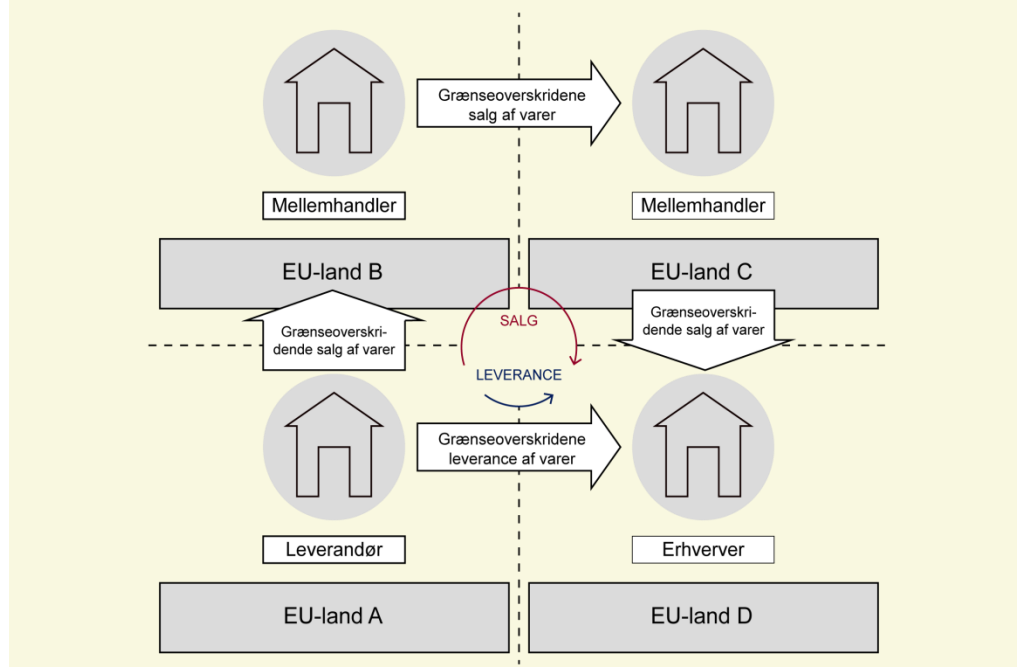 Grænseoverskridene
salg af varer
Mellemhandler
Mellemhandler
EU-land B
EU-land C
Grænseoverskri-
dende salg af varer
SALG
Grænseoverskri-
dende salg af varer
LEVERANCE
Grænseoverskridene
leverance af varer
Leverandør
Erhverver
EU-land A
EU-land D